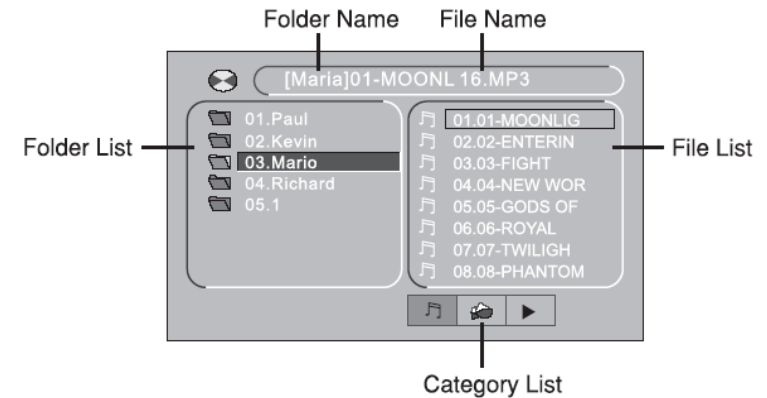 Folder Name
File Name
[Maria]01-MOONL 16.MP3
Folder List
01.Paul
02.Kevin
03.Mario
04.Richard
05.1
01.01-MOONLIG
02.02-ENTERIN
03.03-FIGHT
04.04-NEW WOR
05.05-GODS OF
06.06-ROYAL
07.07-TWILIGH
08.08-PHANTOM
File List
Category List